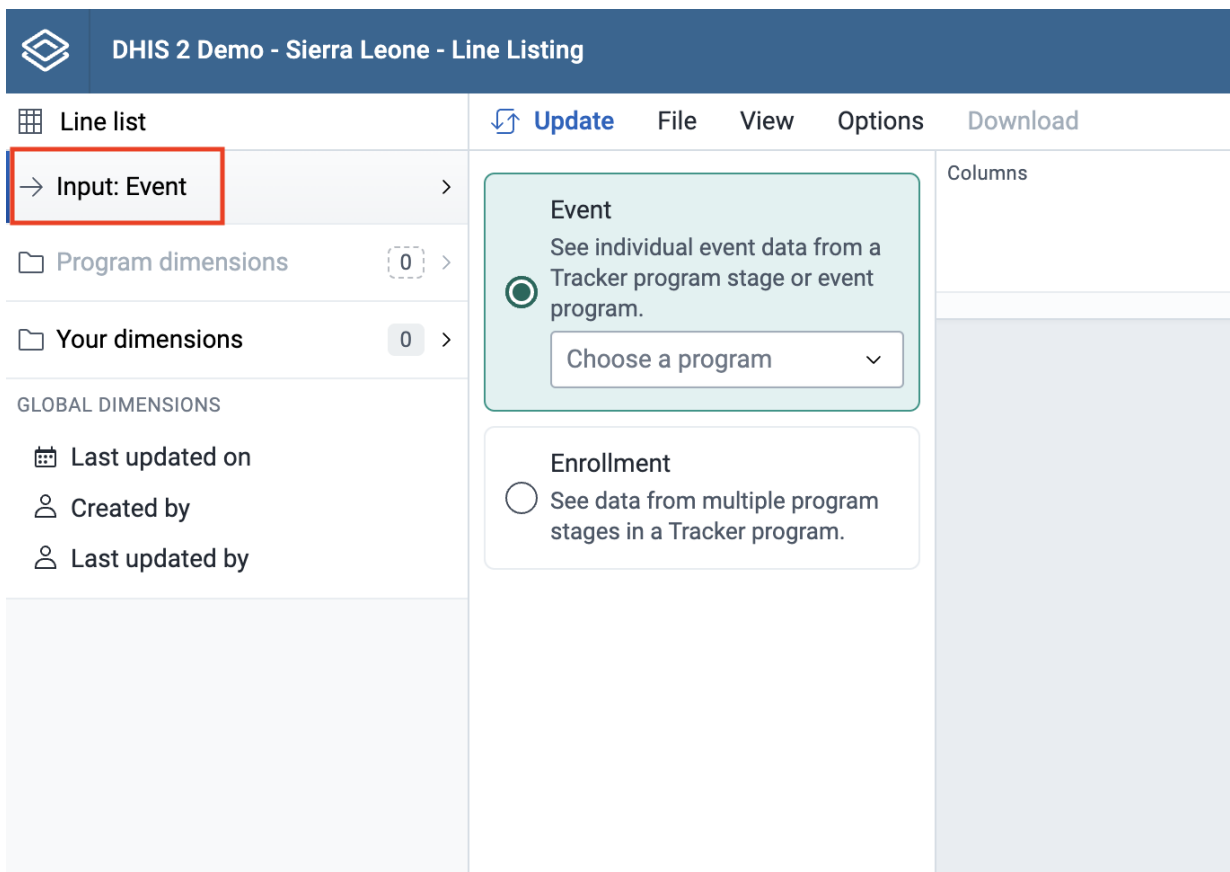 DHIS 2 Demo - Sierra Leone - Line Listing
Line list
Update File View Options Download
Input: Event
Program dimensions 0
Your dimensions 0
GLOBAL DIMENSIONS
Last updated on
Created by
Last updated by
Event
See individual event data from a
Tracker program stage or event
program.
Choose a program
Enrollment
See data from multiple program
stages in a Tracker program.
Columns